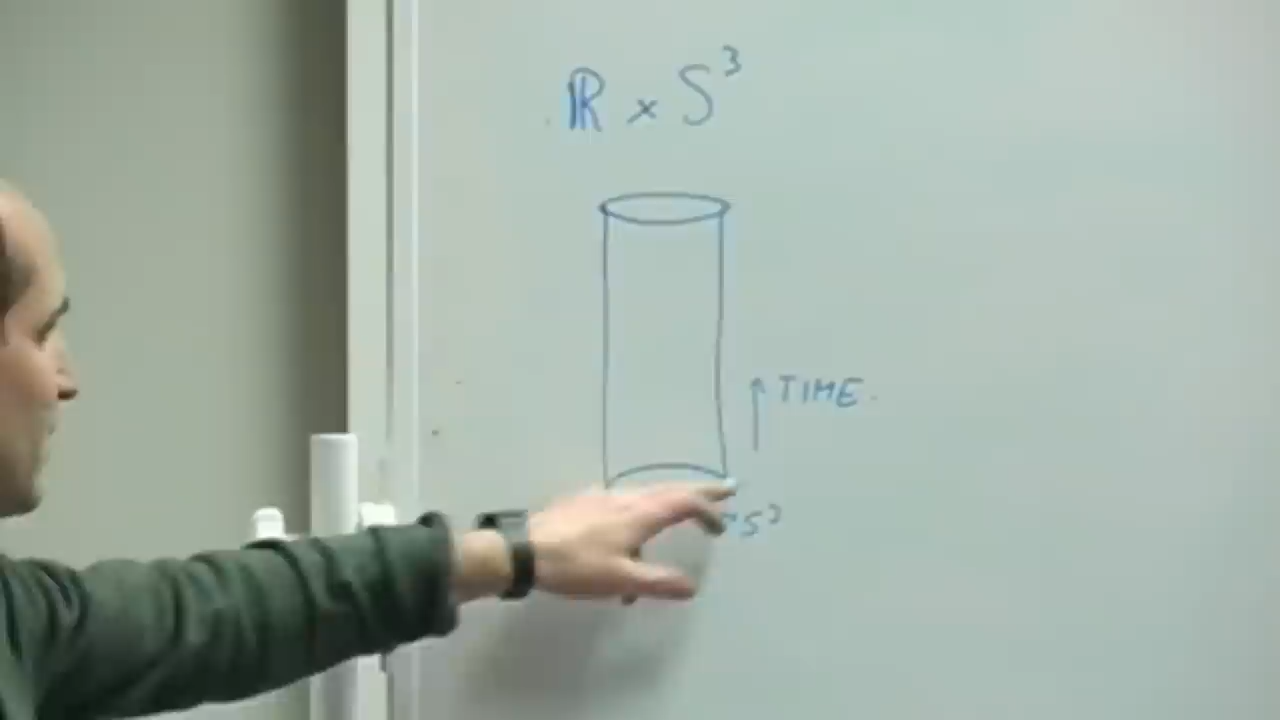 ℝ × S³
↑ TIME.
S³